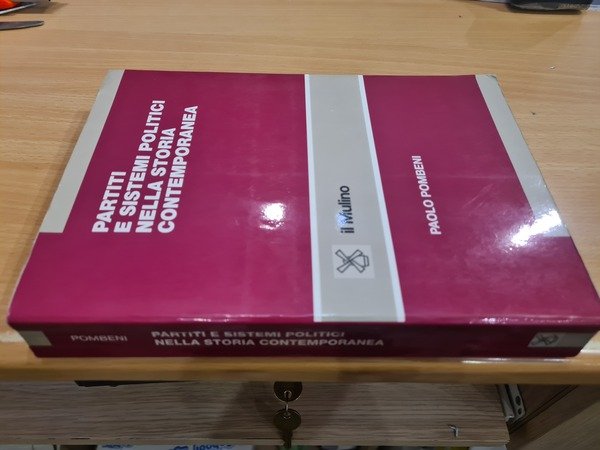 PARTITI
E SISTEMI POLITICI
NELLA STORIA
CONTEMPORANEA
il Mulino
PAOLO POMBENI
POMBENI
PARTITI E SISTEMI POLITICI
NELLA STORIA CONTEMPORANEA